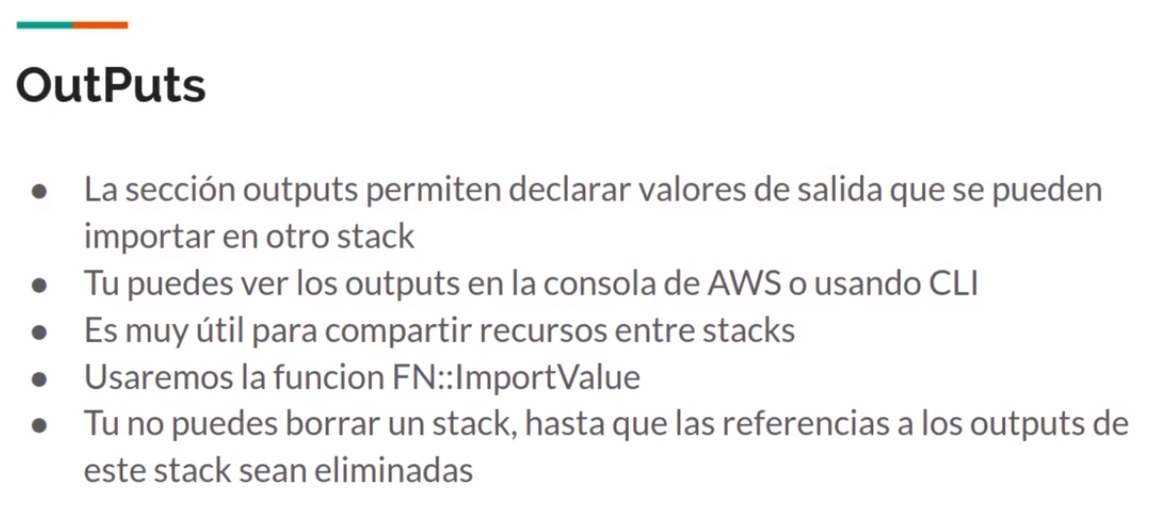 OutPuts
● La sección outputs permiten declarar valores de salida que se pueden
importar en otro stack
● Tu puedes ver los outputs en la consola de AWS o usando CLI
● Es muy útil para compartir recursos entre stacks
● Usaremos la funcion FN::ImportValue
● Tu no puedes borrar un stack, hasta que las referencias a los outputs de
este stack sean eliminadas